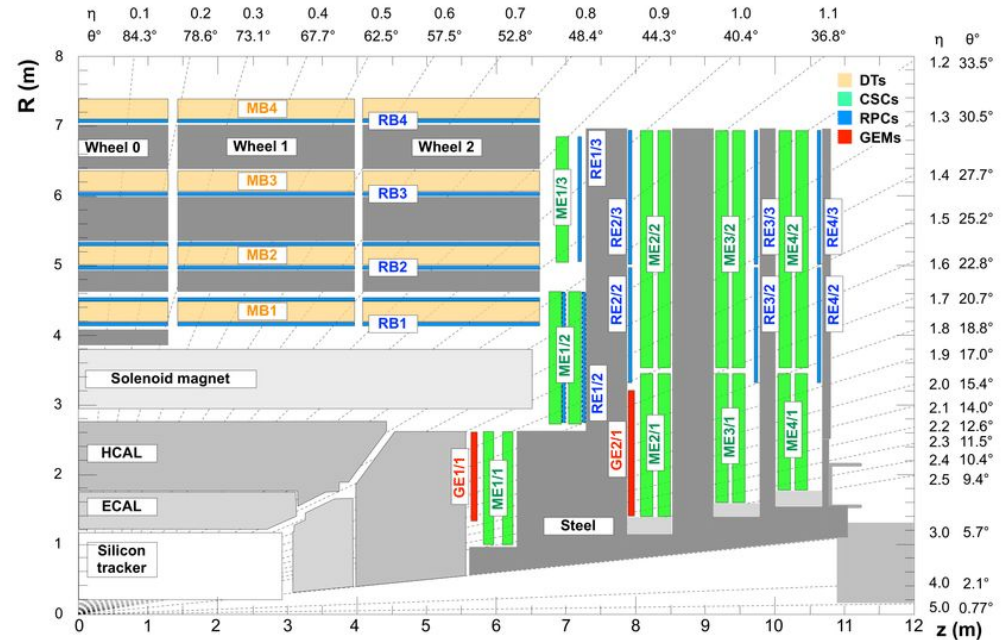 η 0.1 0.2 0.3 0.4 0.5 0.6 0.7 0.8 0.9 1.0 1.1
θ° 84.3° 78.6° 73.1° 67.7° 62.5° 57.5° 52.8° 48.4° 44.3° 40.4° 36.8° η θ°
R (m)
8
7
6
5
4
3
2
1
0
1.2 33.5°
1.3 30.5°
1.4 27.7°
1.5 25.2°
1.6 22.8°
1.7 20.7°
1.8 18.8°
1.9 17.0°
2.0 15.4°
2.1 14.0°
2.2 12.6°
2.3 11.5°
2.4 10.4°
2.5 9.4°
3.0 5.7°
4.0 2.1°
5.0 0.77°
DTs
CSCs
RPCs
GEMs
MB4
RB4
Wheel 0
Wheel 1
Wheel 2
MB3
RB3
MB2
RB2
MB1
RB1
Solenoid magnet
HCAL
ECAL
Silicon
tracker
Steel
ME1/3
RE1/3
RE2/3
ME2/2
ME3/2
RE3/3
ME4/2
RE4/3
ME1/2
RE1/2
RE2/2
RE3/2
RE4/2
GE1/1
ME1/1
GE2/1
ME2/1
ME3/1
ME4/1
0 1 2 3 4 5 6 7 8 9 10 11 12
z (m)